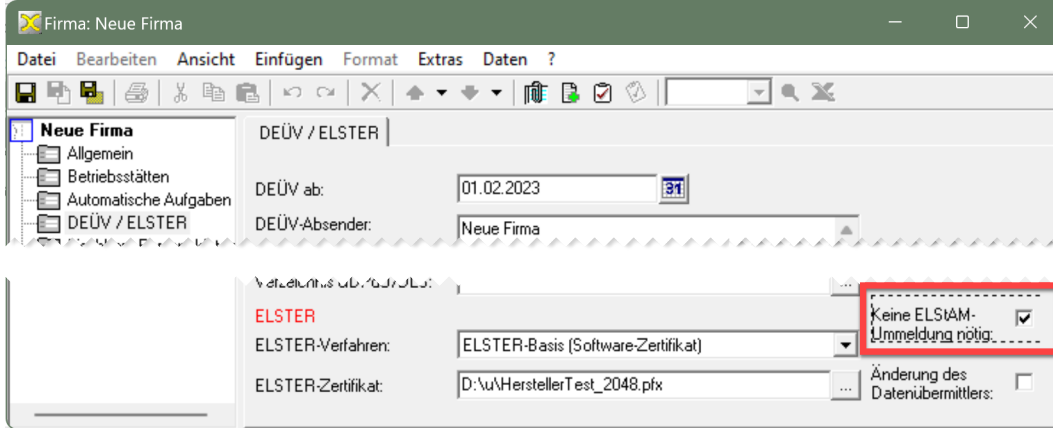 Firma: Neue Firma
Datei Bearbeiten Ansicht Einfügen Format Extras Daten ?
31
Neue Firma
Allgemein
Betriebsstätten
Automatische Aufgaben
DEÜV / ELSTER
DEÜV / ELSTER
DEÜV ab: 01.02.2023
DEÜV-Absender: Neue Firma
ELSTER
ELSTER-Verfahren: ELSTER-Basis (Software-Zertifikat)
ELSTER-Zertifikat: D:\u\HerstellerTest_2048.pfx ...
Keine ELStAM-
Ummeldung nötig:
Änderung des
Datenübermittlers: